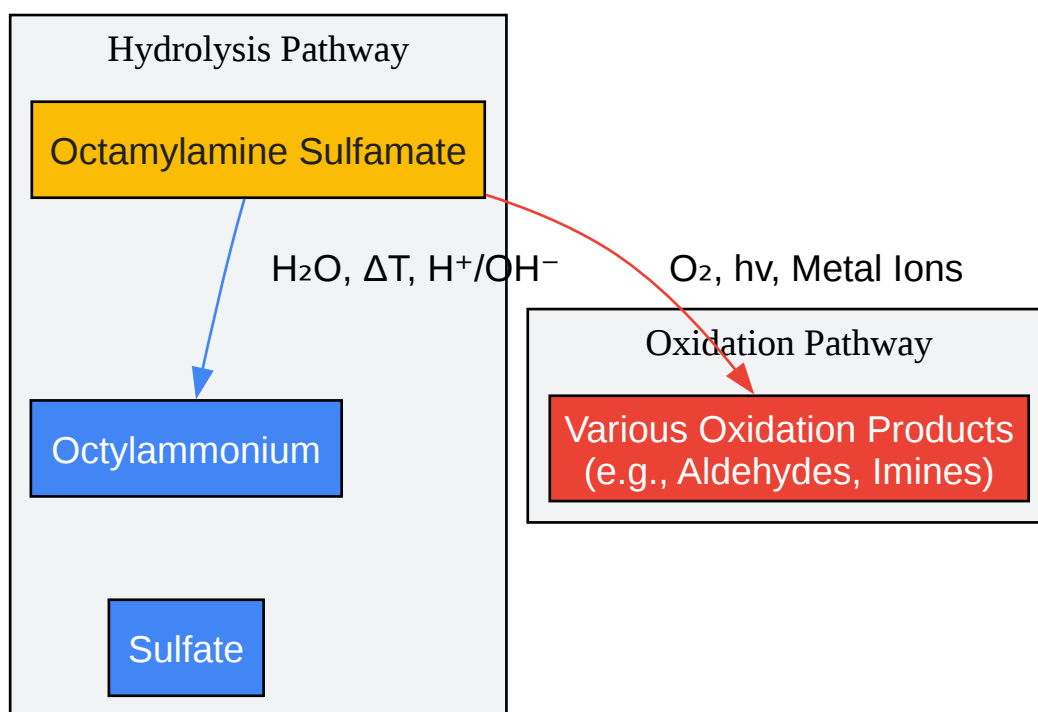 Hydrolysis Pathway
Octamylamine Sulfamate
H₂O, ΔT, H⁺/OH⁻
O₂, hv, Metal Ions
Oxidation Pathway
Various Oxidation Products
(e.g., Aldehydes, Imines)
Octylammonium
Sulfate